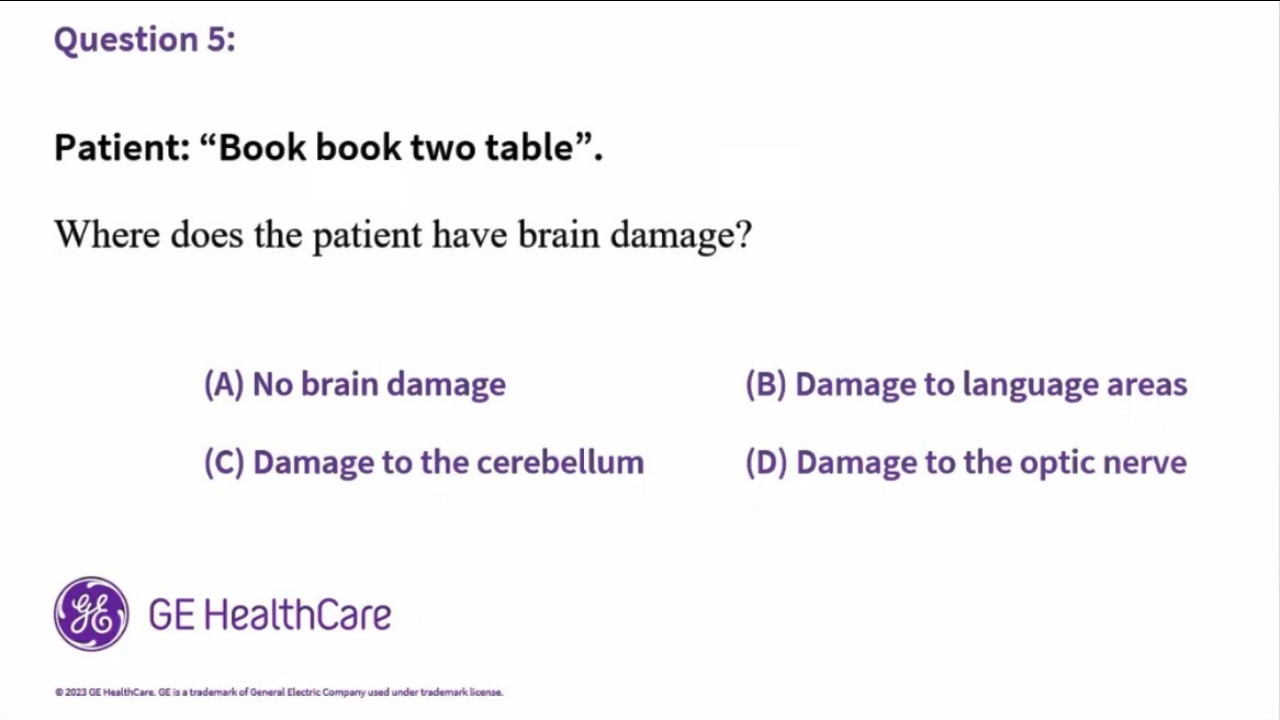 Question 5:
Patient: “Book book two table”.
Where does the patient have brain damage?
(A) No brain damage
(B) Damage to language areas
(C) Damage to the cerebellum
(D) Damage to the optic nerve
GE
GE HealthCare
© 2023 GE HealthCare. GE is a trademark of General Electric Company used under trademark license.